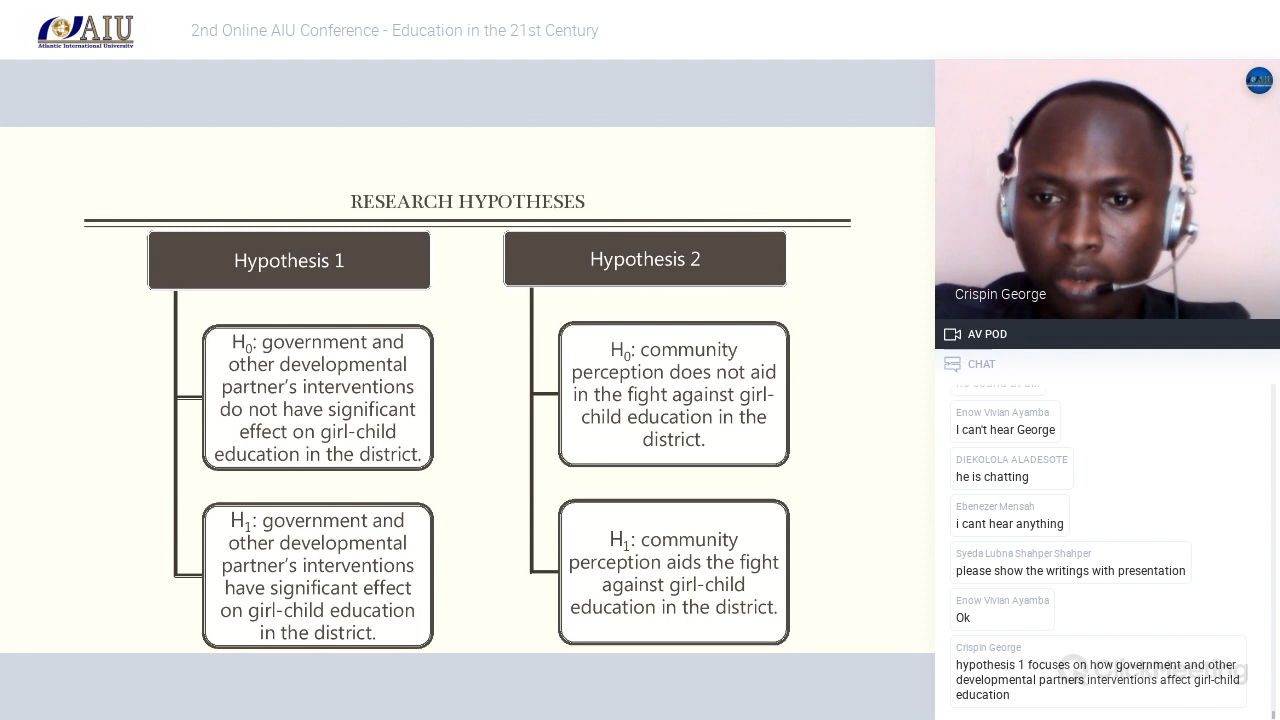 AIU
Atlantic International University
2nd Online AIU Conference - Education in the 21st Century
RESEARCH HYPOTHESES
Hypothesis 1
H0: government and
other developmental
partner's interventions
do not have significant
effect on girl-child
education in the district.
H1: government and
other developmental
partner's interventions
have significant effect
on girl-child education
in the district.
Hypothesis 2
H0: community
perception does not aid
in the fight against girl-
child education in the
district.
H1: community
perception aids the fight
against girl-child
education in the district.
Crispin George
AV POD
CHAT
Enow Vivian Ayamba
I can't hear George
DIEKOLOLA ALADESOTE
he is chatting
Ebenezer Mensah
i cant hear anything
Syeda Lubna Shahper Shahper
please show the writings with presentation
Enow Vivian Ayamba
Ok
Crispin George
hypothesis 1 focuses on how government and other
developmental partners interventions affect girl-child
education